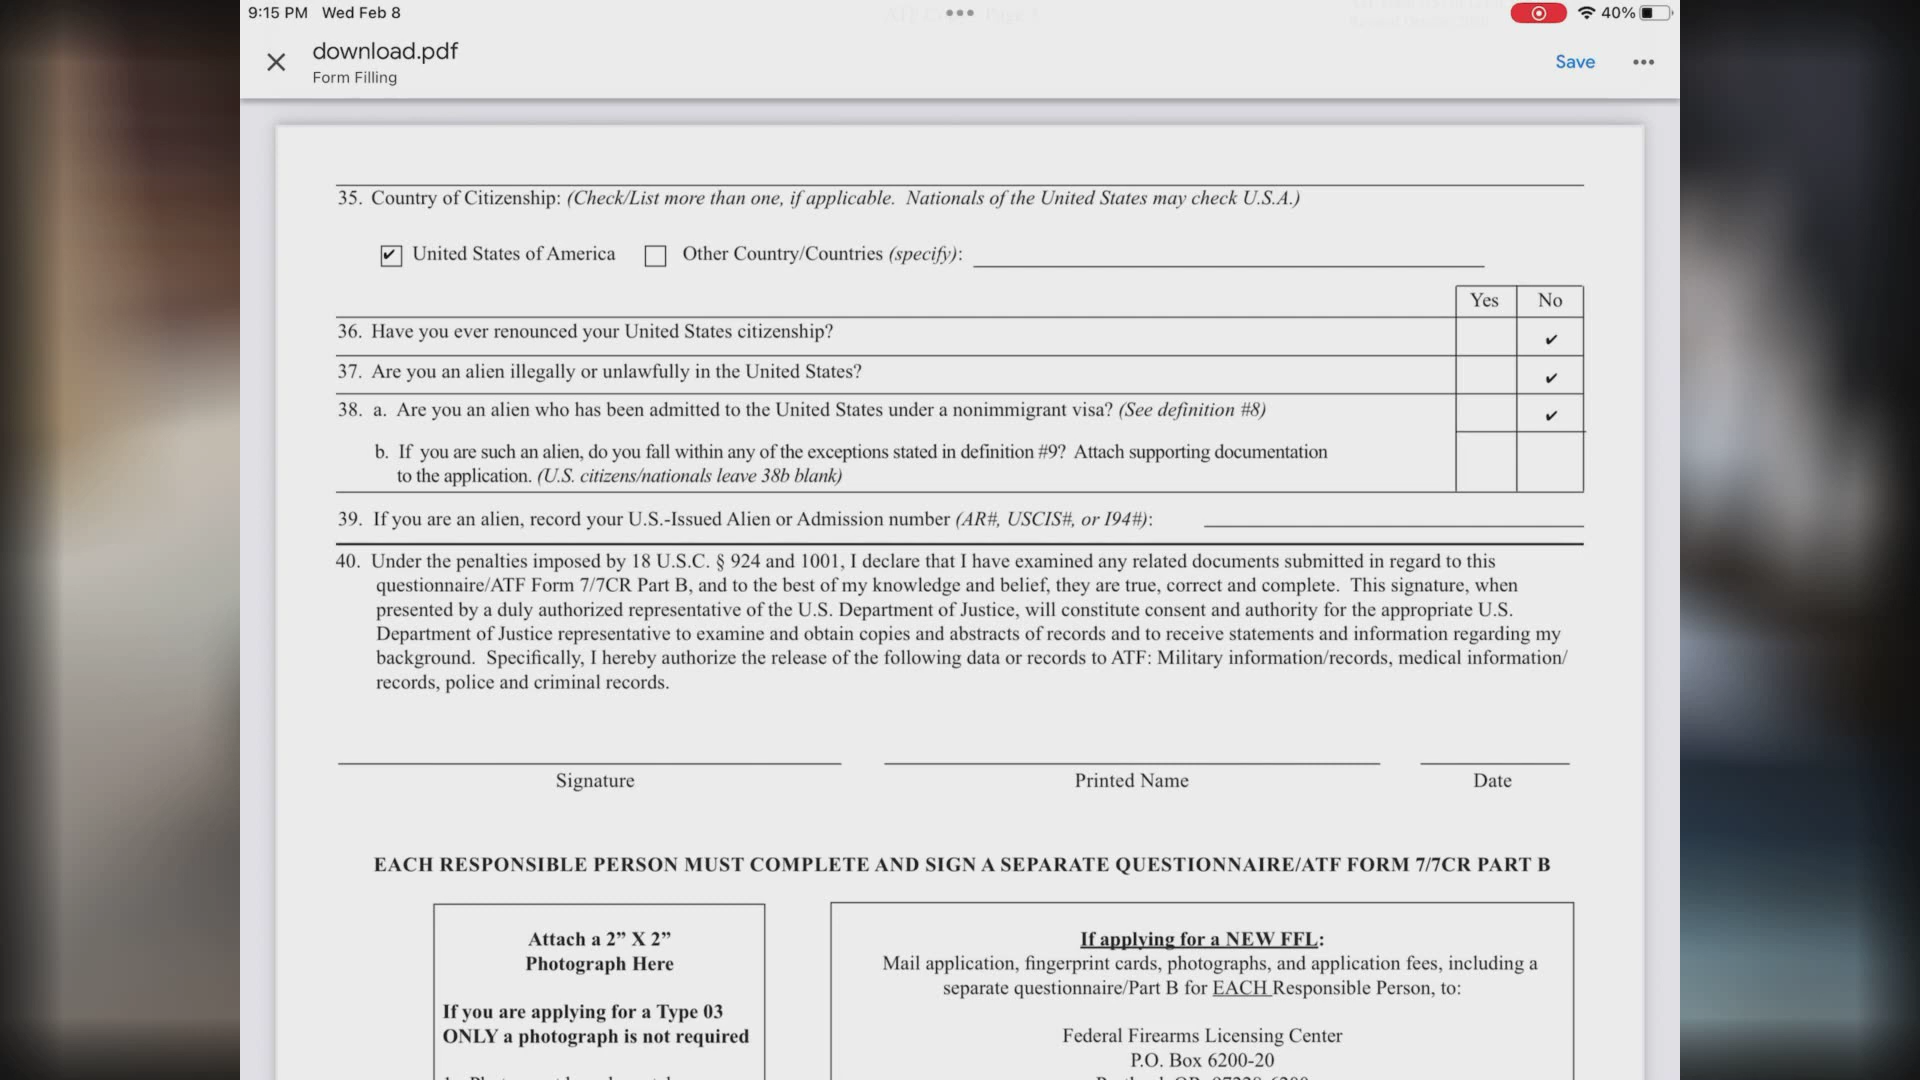 9:15 PM Wed Feb 8
40%
download.pdf
Form Filling
Save
35. Country of Citizenship: (Check/List more than one, if applicable. Nationals of the United States may check U.S.A.)
✔ United States of America Other Country/Countries (specify):
Yes No
36. Have you ever renounced your United States citizenship? ✔
37. Are you an alien illegally or unlawfully in the United States? ✔
38. a. Are you an alien who has been admitted to the United States under a nonimmigrant visa? (See definition #8) ✔
b. If you are such an alien, do you fall within any of the exceptions stated in definition #9? Attach supporting documentation
to the application. (U.S. citizens/nationals leave 38b blank)
39. If you are an alien, record your U.S.-Issued Alien or Admission number (AR#, USCIS#, or I94#):
40. Under the penalties imposed by 18 U.S.C. § 924 and 1001, I declare that I have examined any related documents submitted in regard to this
questionnaire/ATF Form 7/7CR Part B, and to the best of my knowledge and belief, they are true, correct and complete. This signature, when
presented by a duly authorized representative of the U.S. Department of Justice, will constitute consent and authority for the appropriate U.S.
Department of Justice representative to examine and obtain copies and abstracts of records and to receive statements and information regarding my
background. Specifically, I hereby authorize the release of the following data or records to ATF: Military information/records, medical information/
records, police and criminal records.
Signature Printed Name Date
EACH RESPONSIBLE PERSON MUST COMPLETE AND SIGN A SEPARATE QUESTIONNAIRE/ATF FORM 7/7CR PART B
Attach a 2” X 2”
Photograph Here
If you are applying for a Type 03
ONLY a photograph is not required
If applying for a NEW FFL:
Mail application, fingerprint cards, photographs, and application fees, including a
separate questionnaire/Part B for EACH Responsible Person, to:
Federal Firearms Licensing Center
P.O. Box 6200-20